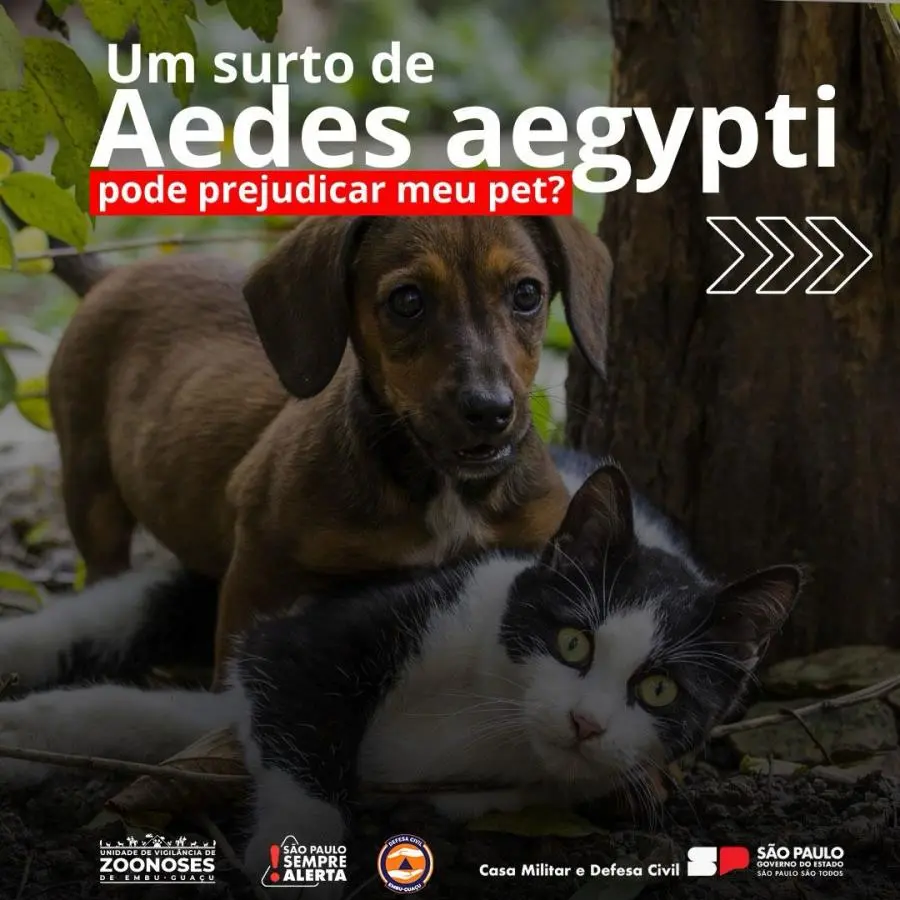 Um surto de
Aedes aegypti
pode prejudicar meu pet?
UNIDADE DE VIGILÂNCIA DE
ZOONOSES
DE EMBU-GUAÇU
SÃO PAULO
SEMPRE
ALERTA
DEFESA CIVIL
EMBU-GUAÇU
Casa Militar e Defesa Civil
SP
SÃO PAULO
GOVERNO DO ESTADO
SÃO PAULO SÃO TODOS